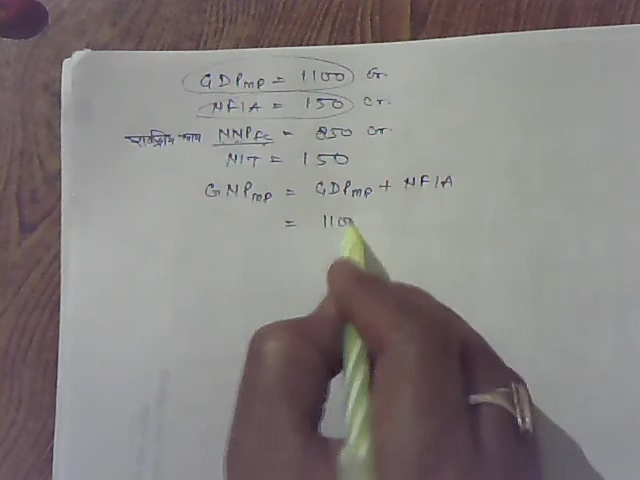 GDPMP = 1100 Cr.
NFIA = 150 Cr.
राष्ट्रीय आय NNPFC = 850 Cr.
NIT = 150
GNPMP = GDPMP + NFIA
= 1100